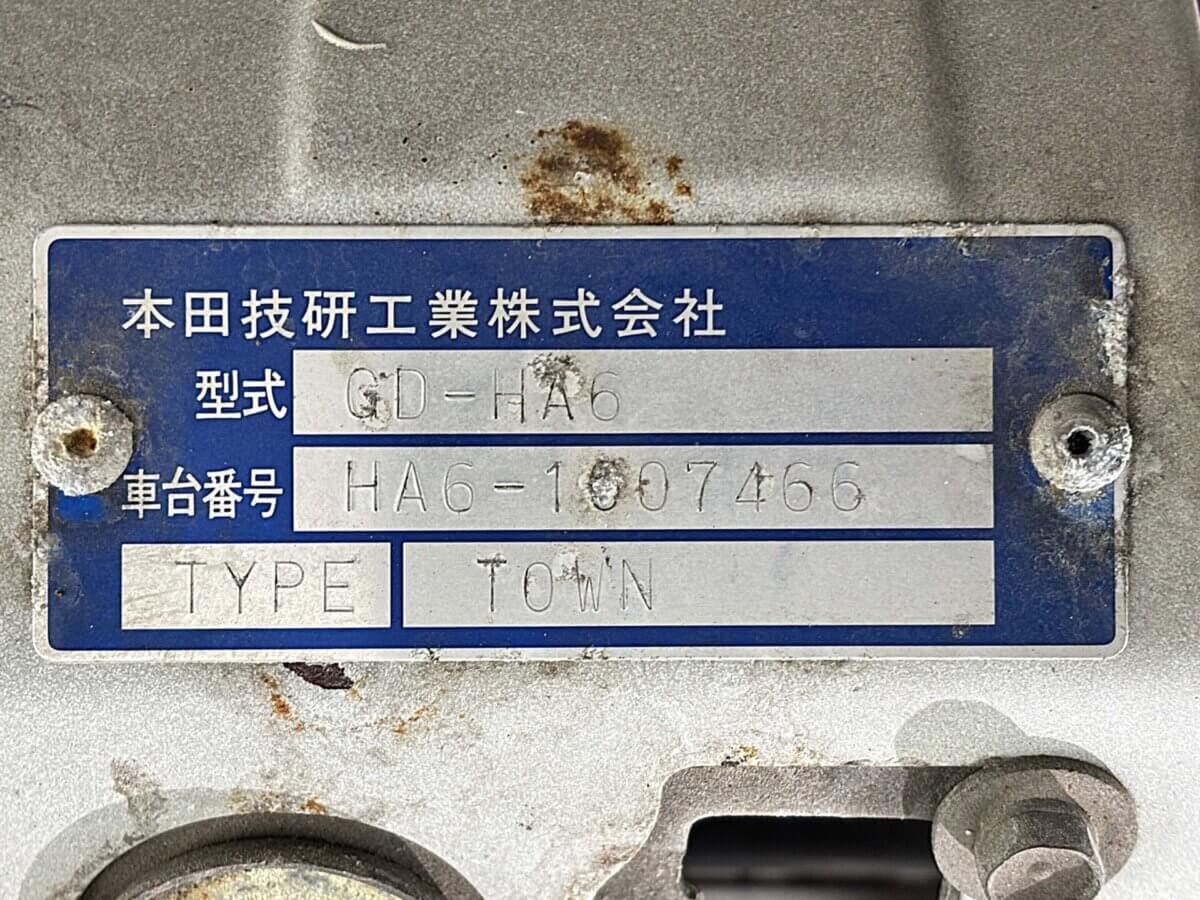 本田技研工業株式会社
型式 GD-HA6
車台番号 HA6-1007466
TYPE TOWN